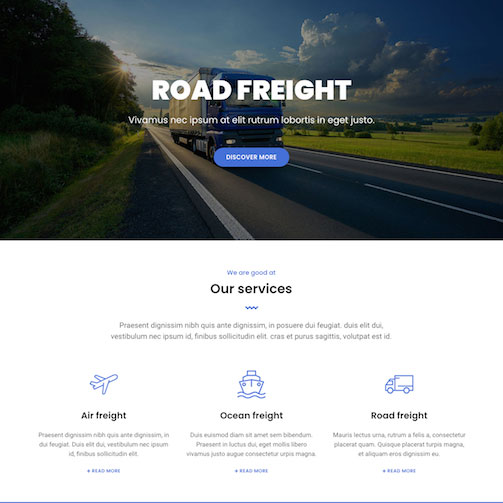 ROAD FREIGHT
Vivamus nec ipsum at elit rutrum lobortis in eget justo.
DISCOVER MORE
We are good at
Our services
Praesent dignissim nibh quis ante dignissim, in posuere dui feugiat. duis elit dui,
vestibulum nec ipsum id, finibus sollicitudin elit. cras et purus sagittis, volutpat est id.
Air freight
Praesent dignissim nibh quis ante dignissim, in
dui feugiat. Duis elit dui, vestibulum nec ipsum
id, finibus sollicitudin elit.
READ MORE
Ocean freight
Duis euismod diam sit amet sem bibendum.
Praesent in luctus dui, eget mollis libero
vivamus justo augue consectetur urpis magna.
READ MORE
Road freight
Mauris lectus urna, rutrum a felis a, consectetur
placerat quam. Quisque placerat turpis magna,
et aliquam eros dignissim eu.
READ MORE